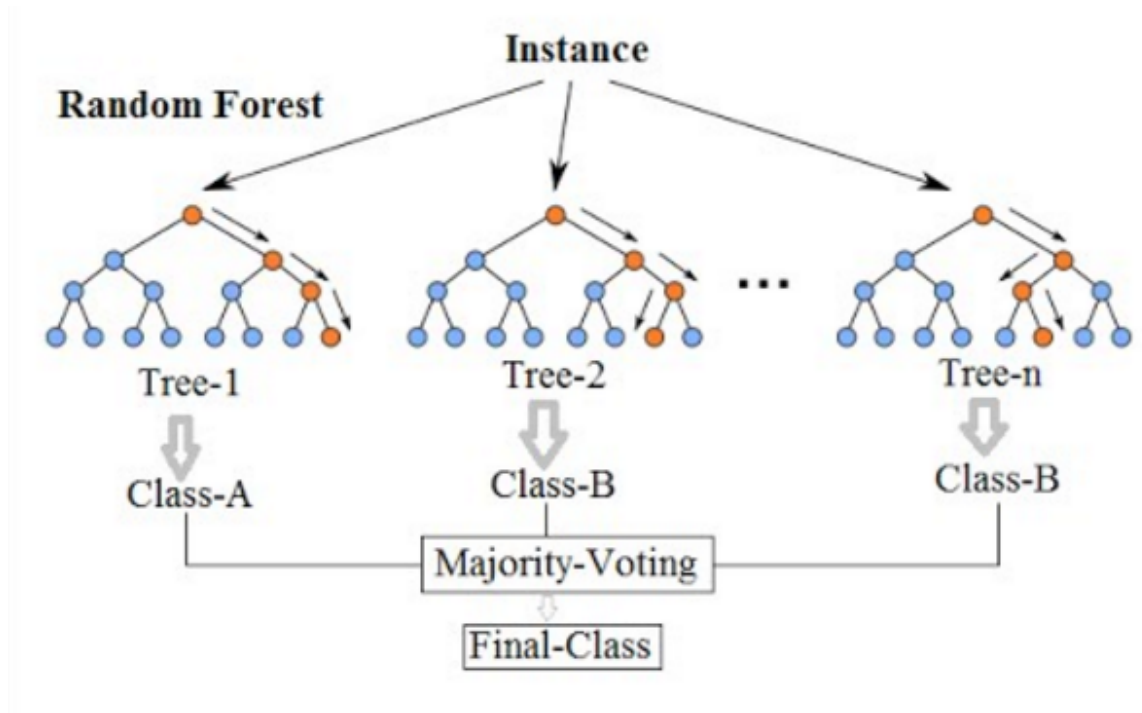 Instance
Random Forest
...
Tree-1
Tree-2
Tree-n
Class-A
Class-B
Class-B
Majority-Voting
Final-Class